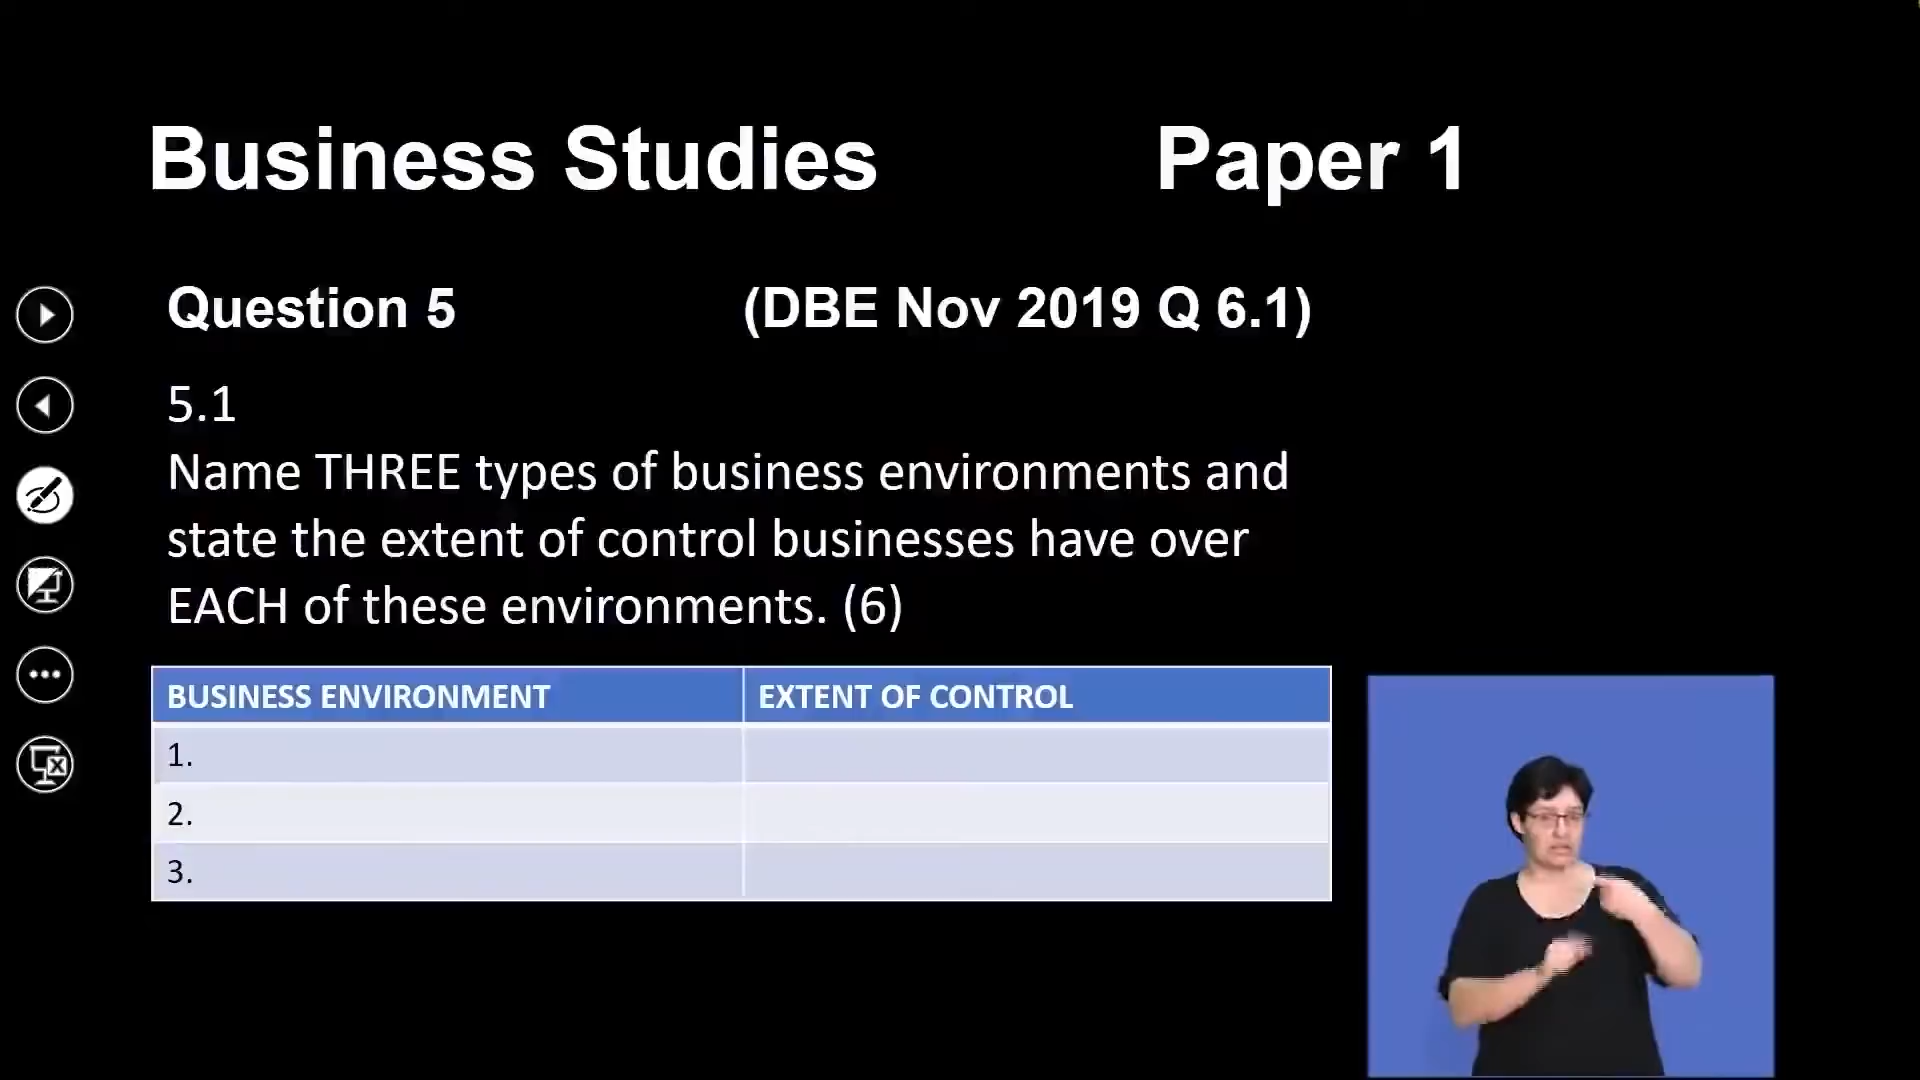 Business Studies Paper 1
Question 5 (DBE Nov 2019 Q 6.1)
5.1
Name THREE types of business environments and
state the extent of control businesses have over
EACH of these environments. (6)
BUSINESS ENVIRONMENT EXTENT OF CONTROL
1.
2.
3.